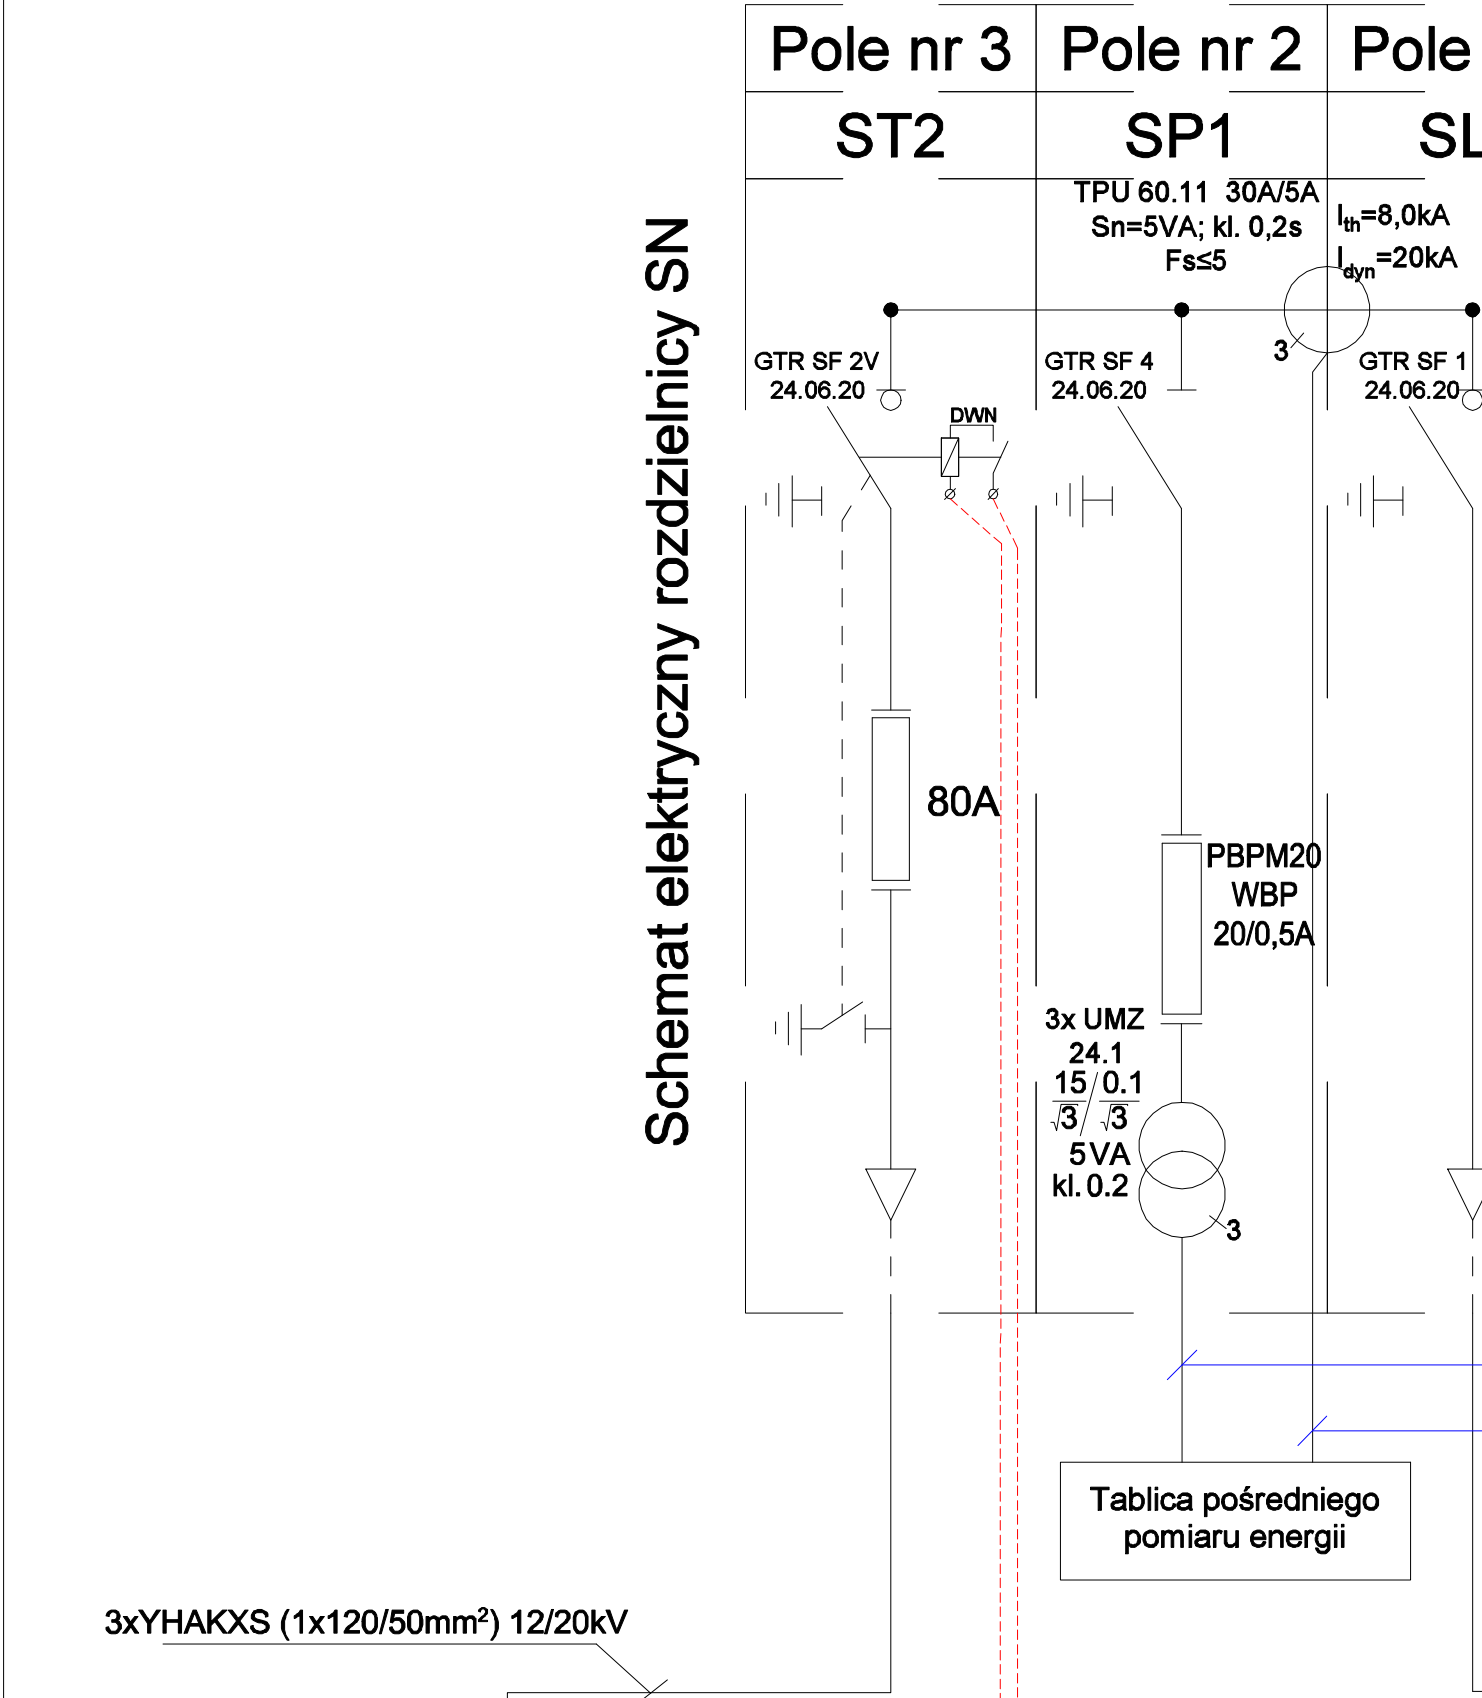 Pole nr 3
Pole nr 2
Pole
ST2
SP1
SL
TPU 60.11 30A/5A
Sn=5VA; kl. 0,2s
Fs≤5
Ith=8,0kA
Idyn=20kA
3
GTR SF 2V
24.06.20
GTR SF 4
24.06.20
GTR SF 1
24.06.20
DWN
Schemat elektryczny rozdzielnicy SN
80A
PBPM20
WBP
20/0,5A
3x UMZ
24.1
15/√3 / 0.1/√3
5VA
kl. 0.2
3
Tablica pośredniego
pomiaru energii
3xYHAKXS (1x120/50mm²) 12/20kV